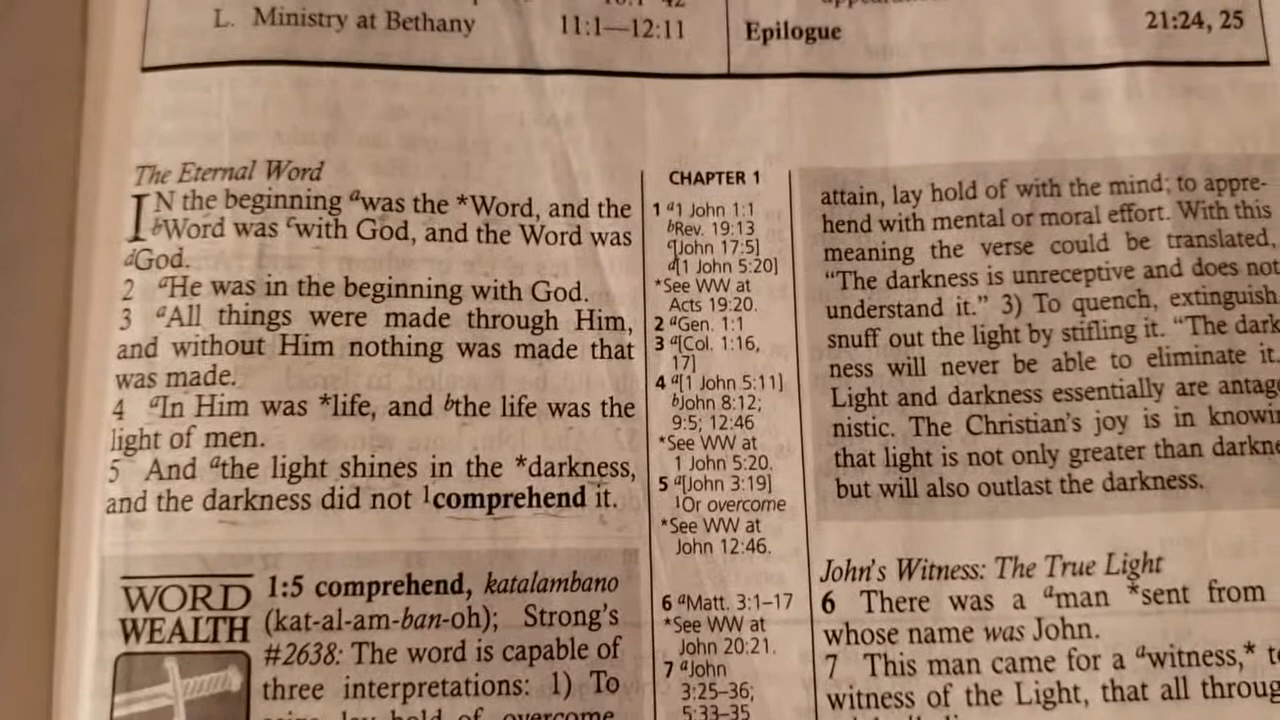 L. Ministry at Bethany 11:1—12:11
Epilogue 21:24, 25
The Eternal Word
IN the beginning ᵃwas the *Word, and the
ᵇWord was ᶜwith God, and the Word was
ᵈGod.
2 ᵃHe was in the beginning with God.
3 ᵃAll things were made through Him,
and without Him nothing was made that
was made.
4 ᵃIn Him was *life, and ᵇthe life was the
light of men.
5 And ᵃthe light shines in the *darkness,
and the darkness did not ¹comprehend it.
WORD
WEALTH
1:5 comprehend, katalambano
(kat-al-am-ban-oh); Strong's
#2638: The word is capable of
three interpretations: 1) To
CHAPTER 1
1 ᵃ1 John 1:1
ᵇRev. 19:13
ᶜ[John 17:5]
ᵈ[1 John 5:20]
*See WW at
Acts 19:20.
2 ᵃGen. 1:1
3 ᵃ[Col. 1:16,
17]
4 ᵃ[1 John 5:11]
ᵇJohn 8:12;
9:5; 12:46
*See WW at
1 John 5:20.
5 ᵃ[John 3:19]
¹Or overcome
*See WW at
John 12:46.
6 ᵃMatt. 3:1–17
*See WW at
John 20:21.
7 ᵃJohn
3:25–36;
5:33–35
attain, lay hold of with the mind; to appre-
hend with mental or moral effort. With this
meaning the verse could be translated,
"The darkness is unreceptive and does not
understand it." 3) To quench, extinguish,
snuff out the light by stifling it. "The dark
ness will never be able to eliminate it.
Light and darkness essentially are antag
nistic. The Christian's joy is in knowi
that light is not only greater than darkne
but will also outlast the darkness.
John's Witness: The True Light
6 There was a ᵃman *sent from
whose name was John.
7 This man came for a ᵃwitness,* t
witness of the Light, that all throug